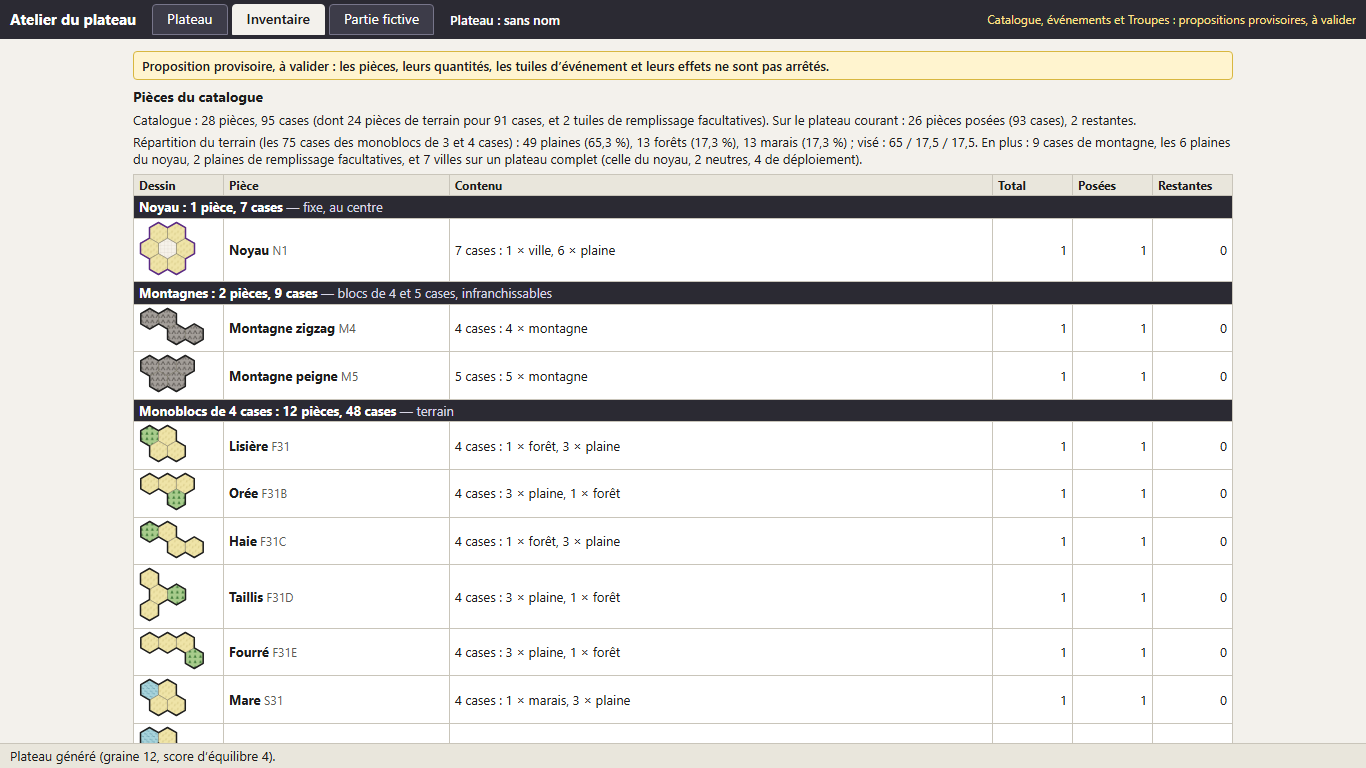 Atelier du plateau Plateau Inventaire Partie fictive Plateau : sans nom Catalogue, événements et Troupes : propositions provisoires, à valider
Proposition provisoire, à valider : les pièces, leurs quantités, les tuiles d’événement et leurs effets ne sont pas arrêtés.
Pièces du catalogue
Catalogue : 28 pièces, 95 cases (dont 24 pièces de terrain pour 91 cases, et 2 tuiles de remplissage facultatives). Sur le plateau courant : 26 pièces posées (93 cases), 2 restantes.
Répartition du terrain (les 75 cases des monoblocs de 3 et 4 cases) : 49 plaines (65,3 %), 13 forêts (17,3 %), 13 marais (17,3 %) ; visé : 65 / 17,5 / 17,5. En plus : 9 cases de montagne, les 6 plaines
du noyau, 2 plaines de remplissage facultatives, et 7 villes sur un plateau complet (celle du noyau, 2 neutres, 4 de déploiement).
Dessin Pièce Contenu Total Posées Restantes
Noyau : 1 pièce, 7 cases — fixe, au centre
Noyau N1 7 cases : 1 × ville, 6 × plaine 1 1 0
Montagnes : 2 pièces, 9 cases — blocs de 4 et 5 cases, infranchissables
Montagne zigzag M4 4 cases : 4 × montagne 1 1 0
Montagne peigne M5 5 cases : 5 × montagne 1 1 0
Monoblocs de 4 cases : 12 pièces, 48 cases — terrain
Lisière F31 4 cases : 1 × forêt, 3 × plaine 1 1 0
Orée F31B 4 cases : 3 × plaine, 1 × forêt 1 1 0
Haie F31C 4 cases : 1 × forêt, 3 × plaine 1 1 0
Taillis F31D 4 cases : 3 × plaine, 1 × forêt 1 1 0
Fourré F31E 4 cases : 3 × plaine, 1 × forêt 1 1 0
Mare S31 4 cases : 1 × marais, 3 × plaine 1 1 0
Plateau généré (graine 12, score d’équilibre 4).